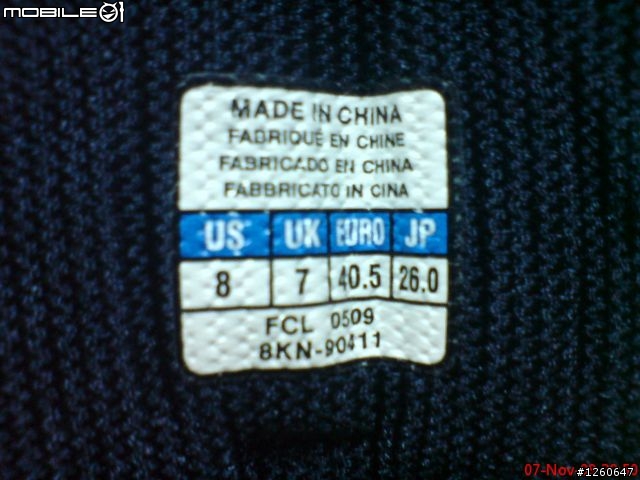 MOBILE01
MADE IN CHINA
FABRIQUÉ EN CHINE
FABRICADO EN CHINA
FABBRICATO IN CINA
US UK EURO JP
8 7 40.5 26.0
FCL 0509
8KN-90411
07-Nov
#1260647